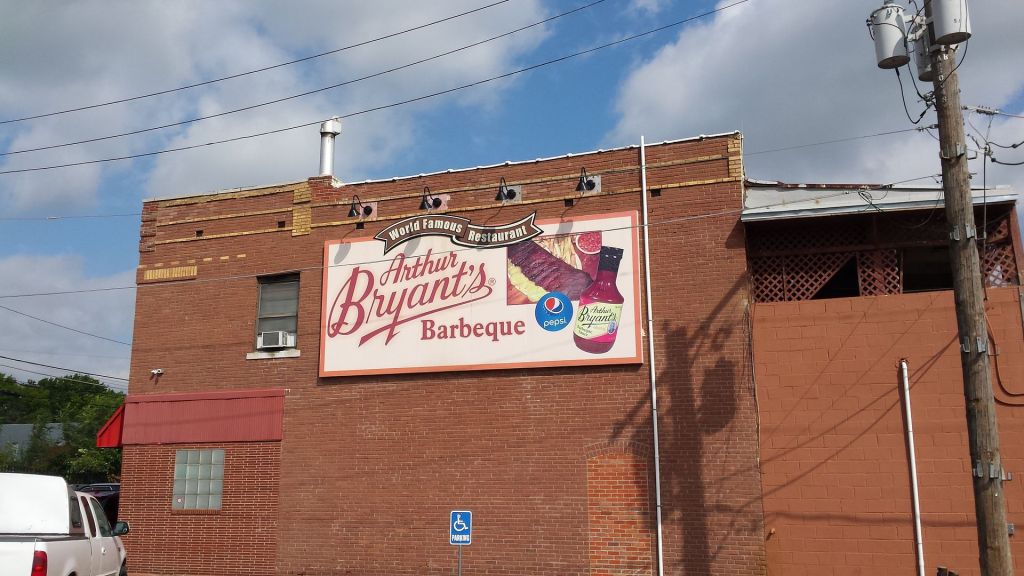 World Famous Restaurant
Arthur
Bryant's®
Barbeque
pepsi
Arthur
Bryant's
PARKING